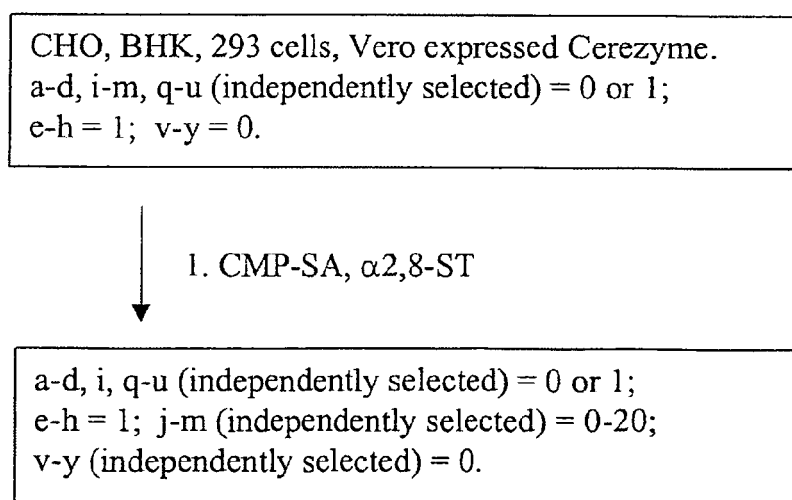 CHO, BHK, 293 cells, Vero expressed Cerezyme.
a-d, i-m, q-u (independently selected) = 0 or 1;
e-h = 1; v-y = 0.
1. CMP-SA, α2,8-ST
a-d, i, q-u (independently selected) = 0 or 1;
e-h = 1; j-m (independently selected) = 0-20;
v-y (independently selected) = 0.